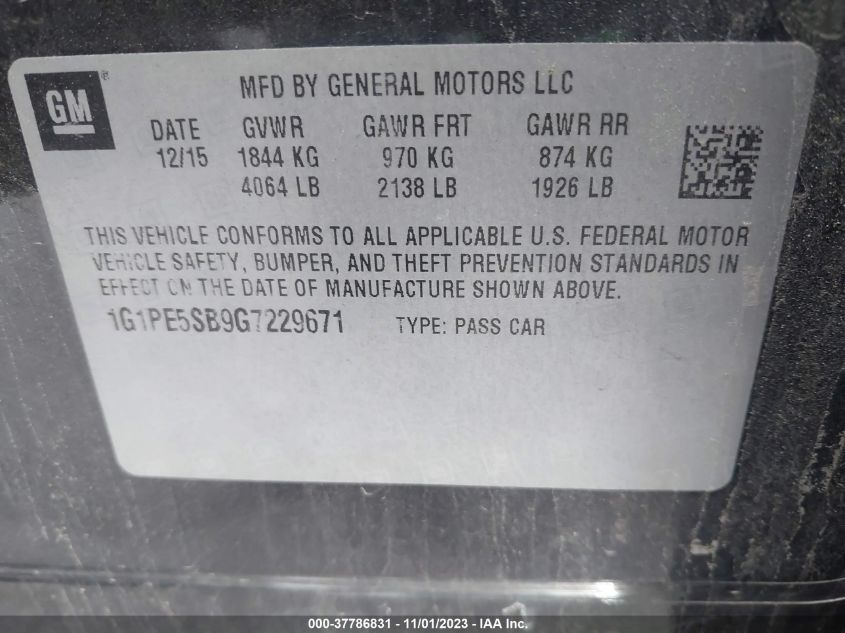 GM ®
MFD BY GENERAL MOTORS LLC
DATE GVWR GAWR FRT GAWR RR
12/15 1844 KG 970 KG 874 KG
4064 LB 2138 LB 1926 LB
THIS VEHICLE CONFORMS TO ALL APPLICABLE U.S. FEDERAL MOTOR
VEHICLE SAFETY, BUMPER, AND THEFT PREVENTION STANDARDS IN
EFFECT ON THE DATE OF MANUFACTURE SHOWN ABOVE.
1G1PE5SB9G7229671 TYPE: PASS CAR
000-37786831 - 11/01/2023 - IAA Inc.